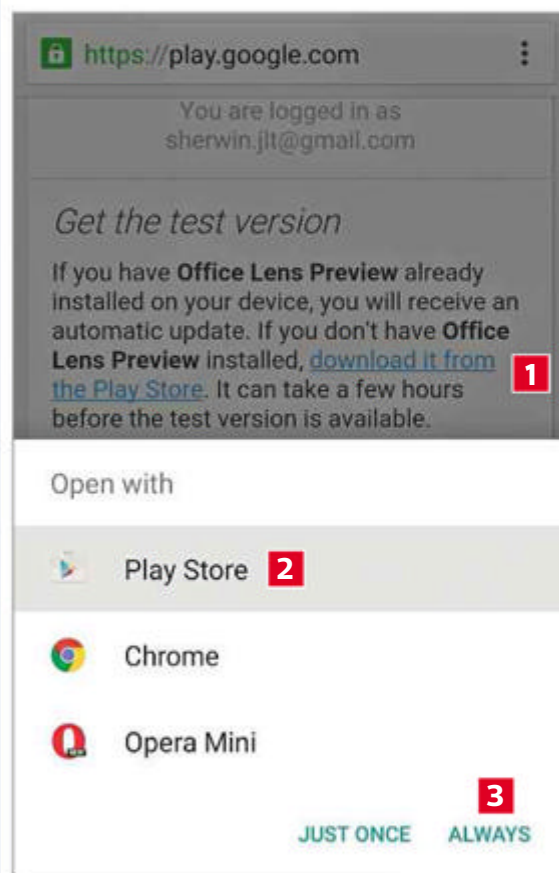 https://play.google.com
You are logged in as
sherwin.jlt@gmail.com
Get the test version
If you have Office Lens Preview already
installed on your device, you will receive an
automatic update. If you don't have Office
Lens Preview installed, download it from
the Play Store. It can take a few hours
before the test version is available.
1
Open with
Play Store 2
Chrome
Opera Mini
3
JUST ONCE ALWAYS